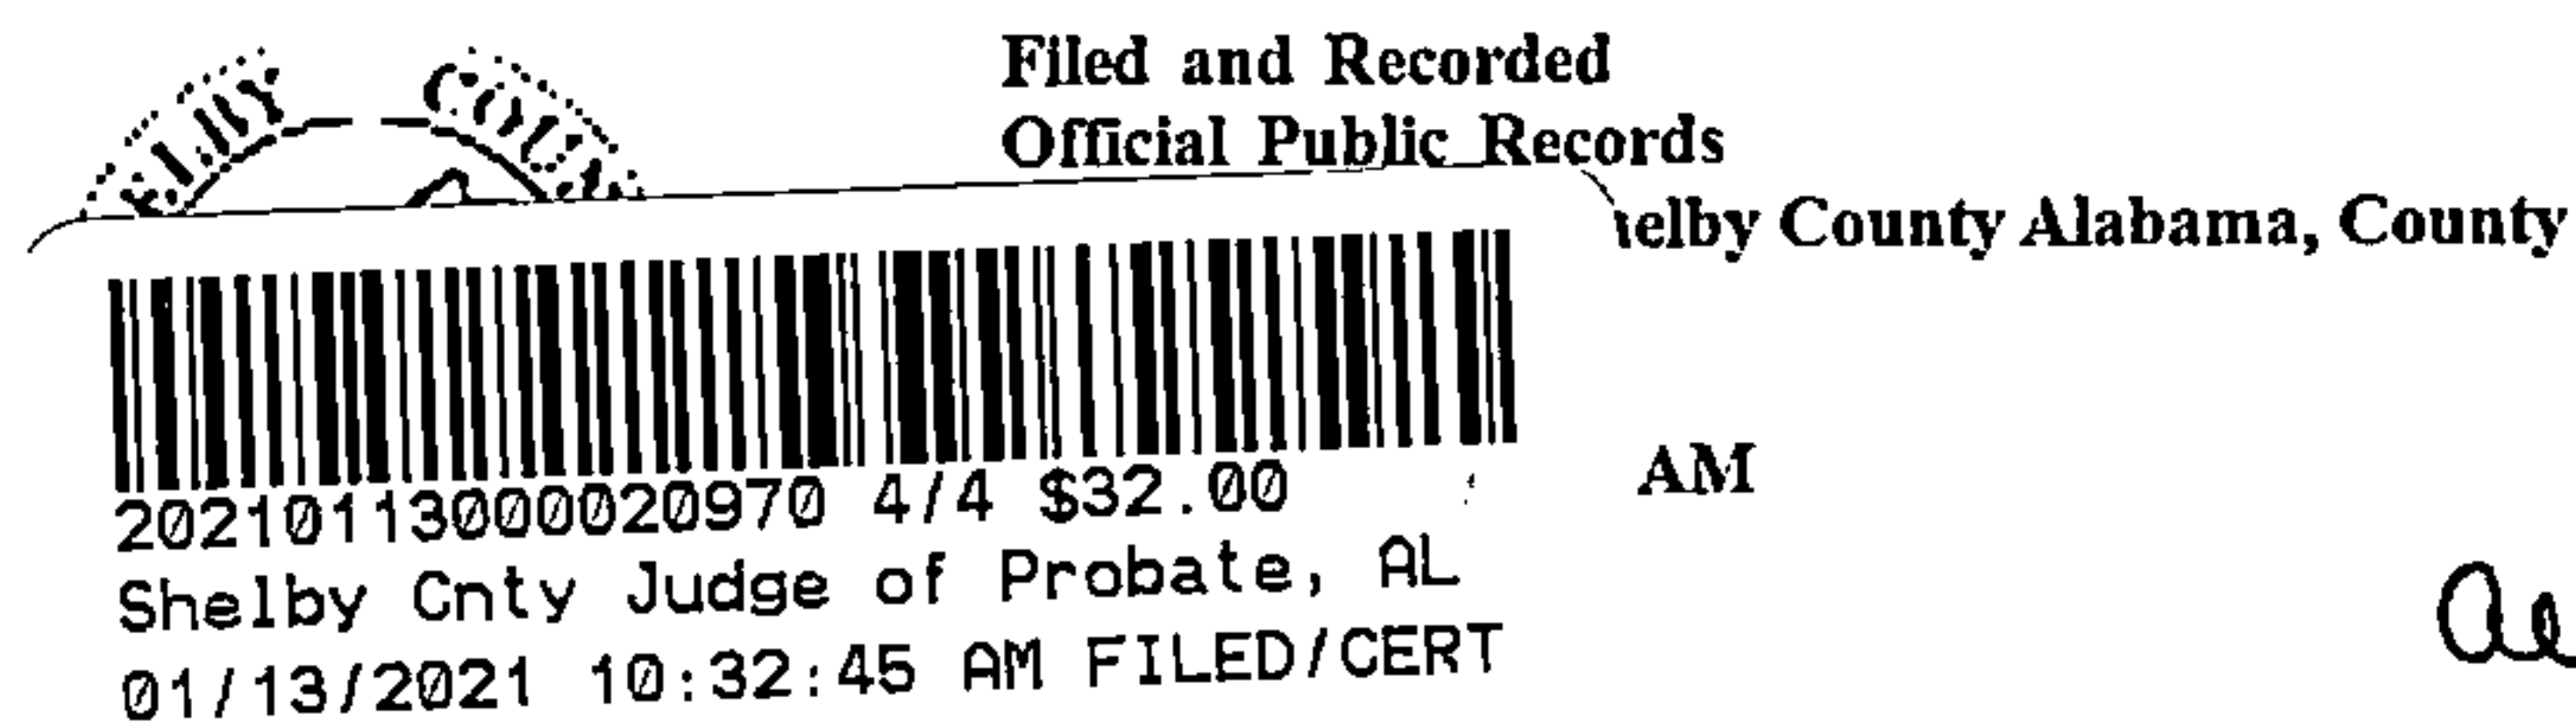 Filed and Recorded
Official Public Records
elby County Alabama, County
AM
20210113000020970 4/4 $32.00
Shelby Cnty Judge of Probate, AL
01/13/2021 10:32:45 AM FILED/CERT